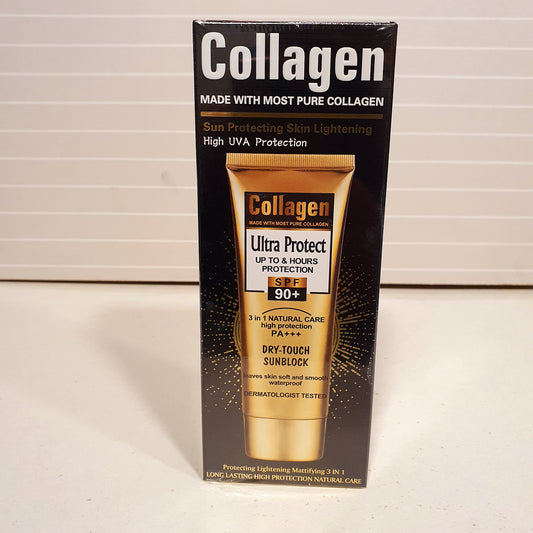 Collagen
MADE WITH MOST PURE COLLAGEN
Sun Protecting Skin Lightening
High UVA Protection
Collagen
MADE WITH MOST PURE COLLAGEN
Ultra Protect
UP TO & HOURS
PROTECTION
SPF
90+
3 in 1 NATURAL CARE
high protection
PA+++
DRY-TOUCH
SUNBLOCK
leaves skin soft and smooth
waterproof
DERMATOLOGIST TESTED
Protecting Lightening Mattifying 3 IN 1
LONG LASTING HIGH PROTECTION NATURAL CARE